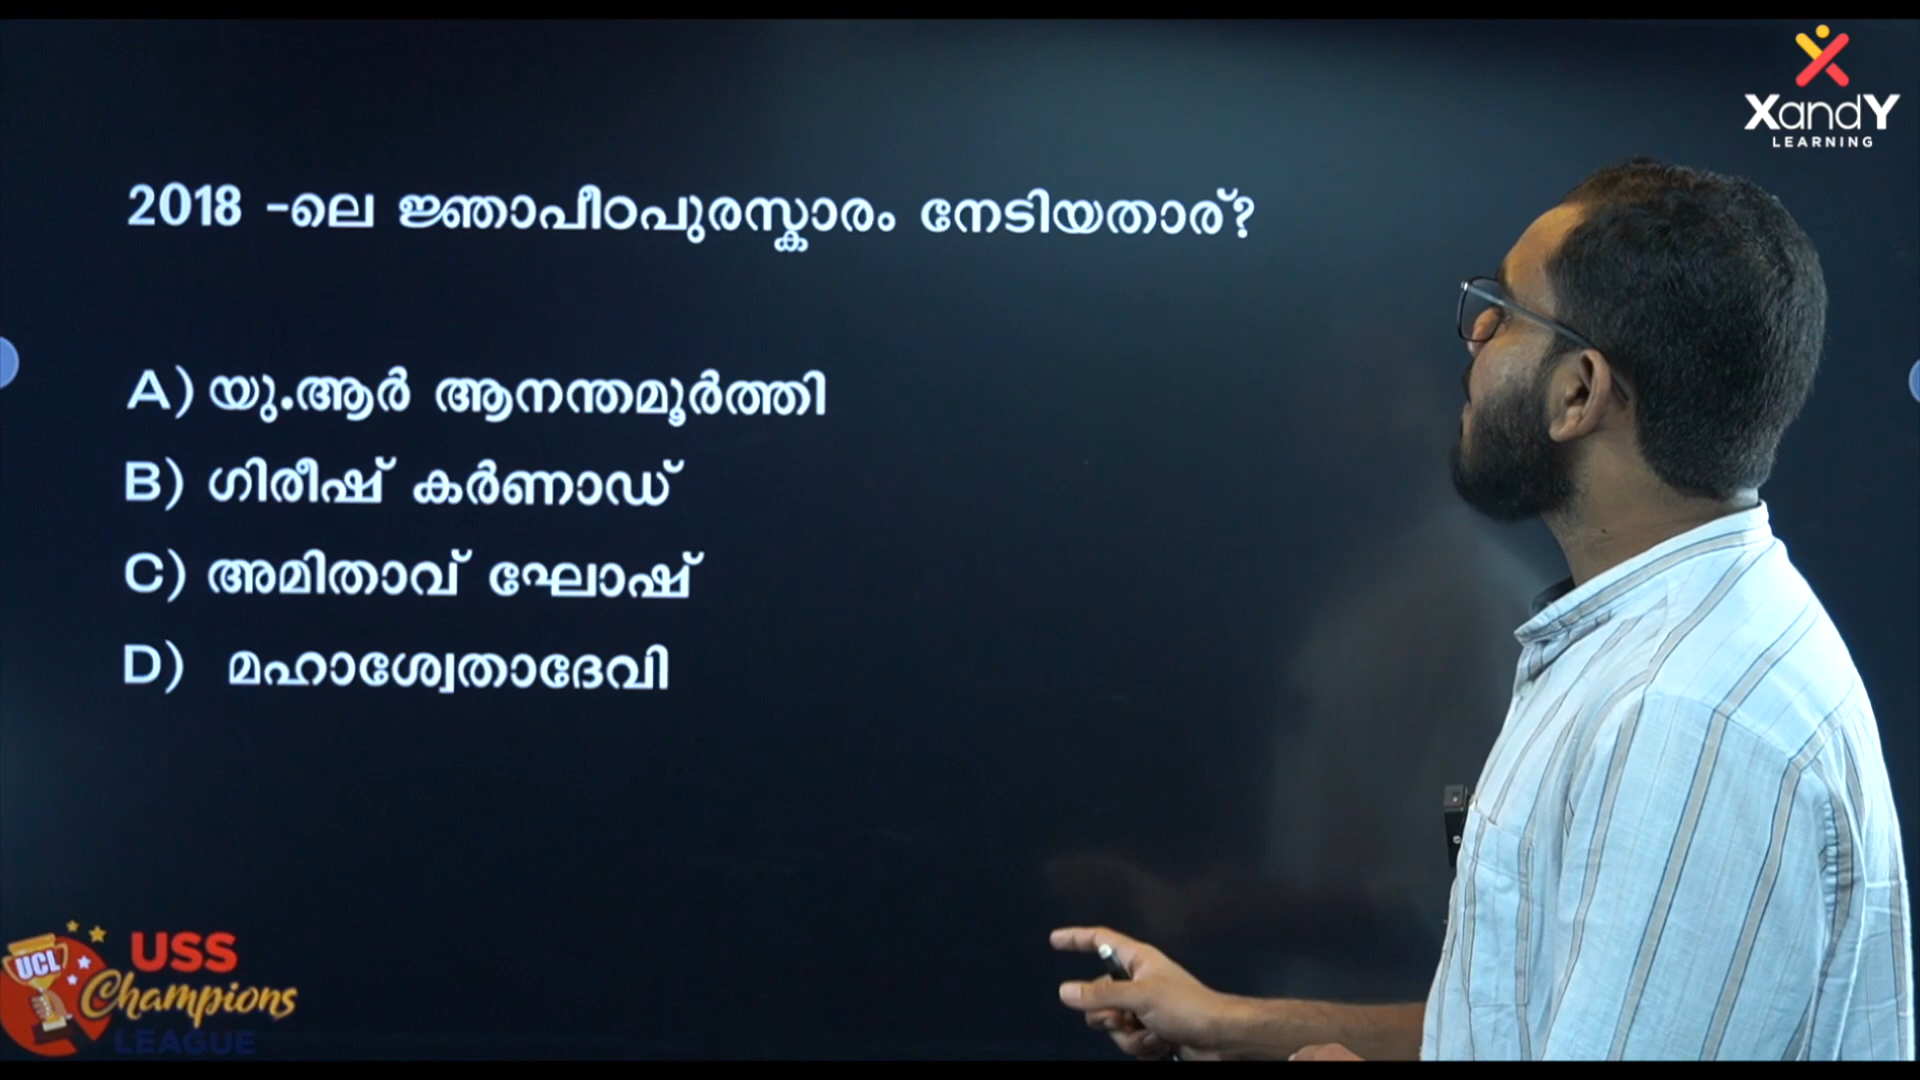 XandY
LEARNING
2018 -ലെ ജ്ഞാപീഠപുരസ്കാരം നേടിയതാര്?
A) യു.ആർ ആനന്തമൂർത്തി
B) ഗിരീഷ് കർണാഡ്
C) അമിതാവ് ഘോഷ്
D) മഹാശ്വേതാദേവി
UCL
USS
Champions
LEAGUE